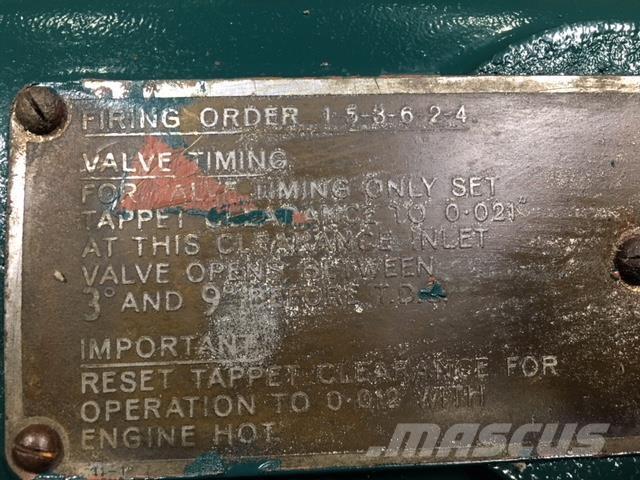 FIRING ORDER 1-5-3-6 2-4
VALVE TIMING
FOR VALVE TIMING ONLY SET
TAPPET CLEARANCE TO 0·021"
AT THIS CLEARANCE INLET
VALVE OPENS BETWEEN
3° AND 9° BEFORE T.D.
IMPORTANT
RESET TAPPET CLEARANCE FOR
OPERATION TO 0·012" WITH
ENGINE HOT
MASCUS